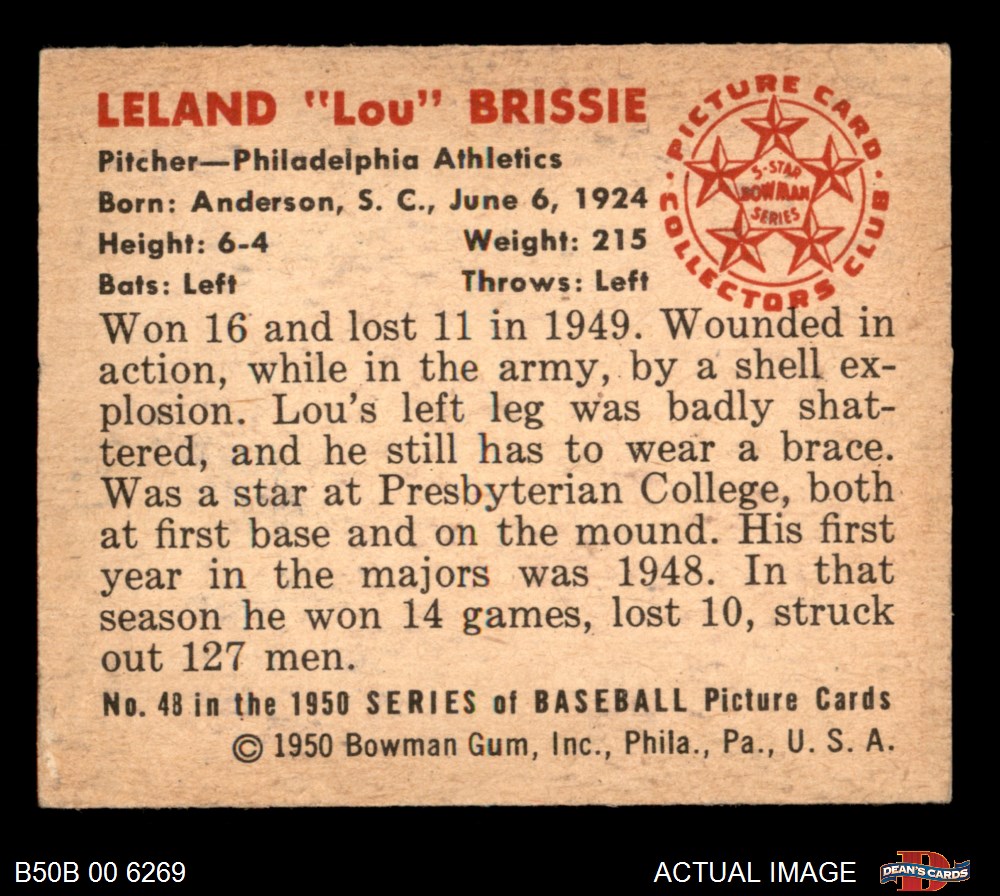 LELAND "Lou" BRISSIE
Pitcher—Philadelphia Athletics
Born: Anderson, S. C., June 6, 1924
Height: 6-4 Weight: 215
Bats: Left Throws: Left
PICTURE CARD
COLLECTORS CLUB
5-STAR
BOWMAN
SERIES
Won 16 and lost 11 in 1949. Wounded in
action, while in the army, by a shell ex-
plosion. Lou's left leg was badly shat-
tered, and he still has to wear a brace.
Was a star at Presbyterian College, both
at first base and on the mound. His first
year in the majors was 1948. In that
season he won 14 games, lost 10, struck
out 127 men.
No. 48 in the 1950 SERIES of BASEBALL Picture Cards
© 1950 Bowman Gum, Inc., Phila., Pa., U. S. A.
B50B 00 6269
ACTUAL IMAGE
D
DEAN'S CARDS